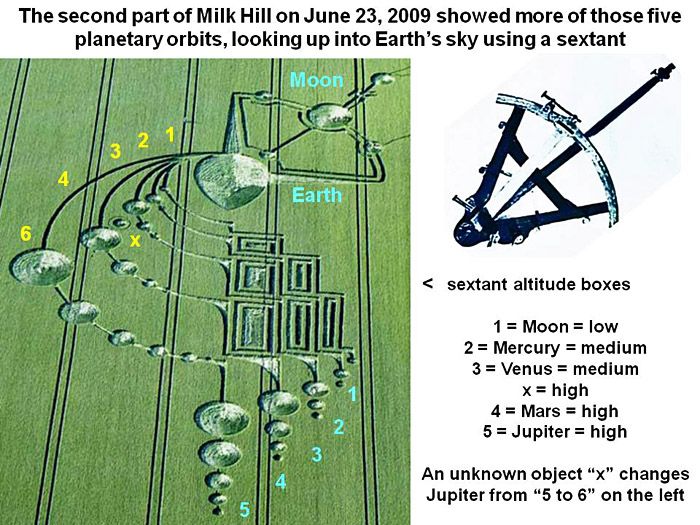 The second part of Milk Hill on June 23, 2009 showed more of those five
planetary orbits, looking up into Earth's sky using a sextant
Moon
1
2
3
4
Earth
6
x
< sextant altitude boxes
1 = Moon = low
2 = Mercury = medium
3 = Venus = medium
x = high
4 = Mars = high
5 = Jupiter = high
1
2
3
4
5
An unknown object “x” changes
Jupiter from “5 to 6” on the left